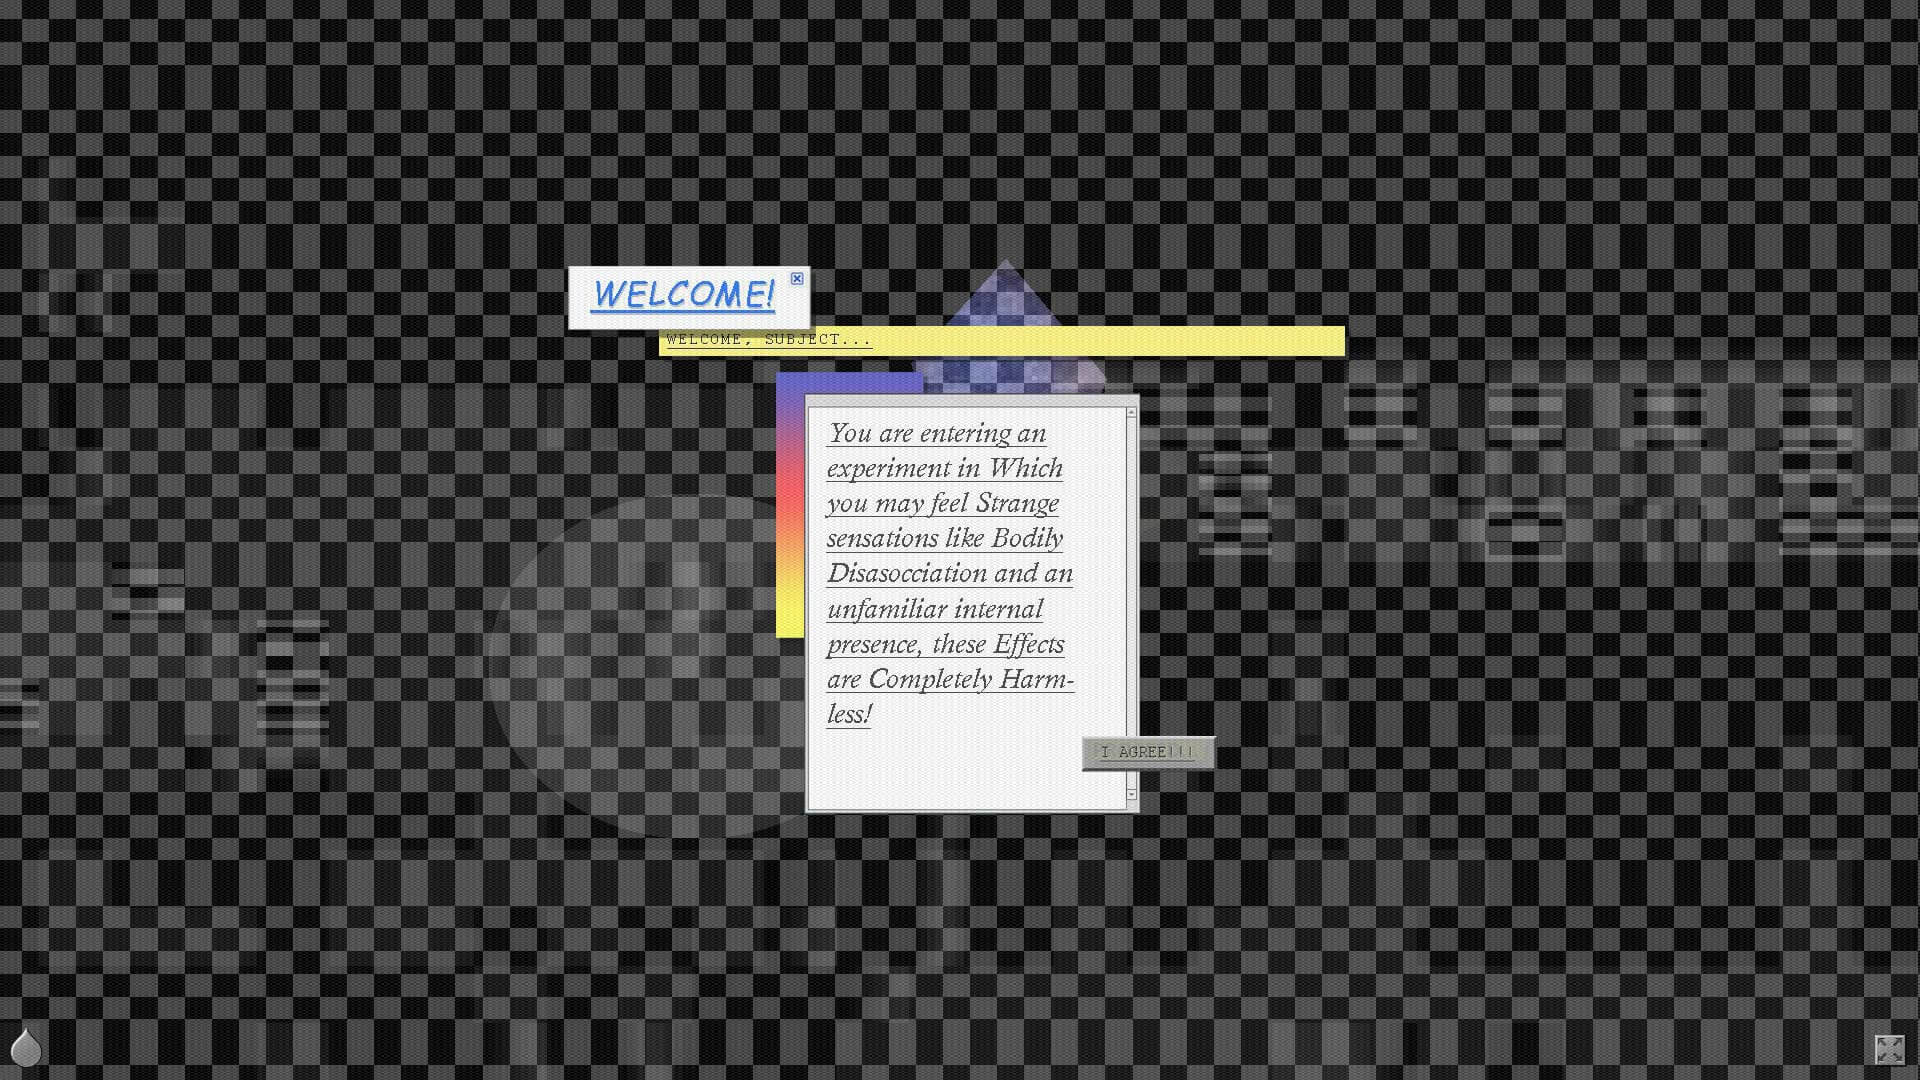 WELCOME!
WELCOME, SUBJECT...
You are entering an
experiment in Which
you may feel Strange
sensations like Bodily
Disasocciation and an
unfamiliar internal
presence, these Effects
are Completely Harm-
less!
I AGREE!!!